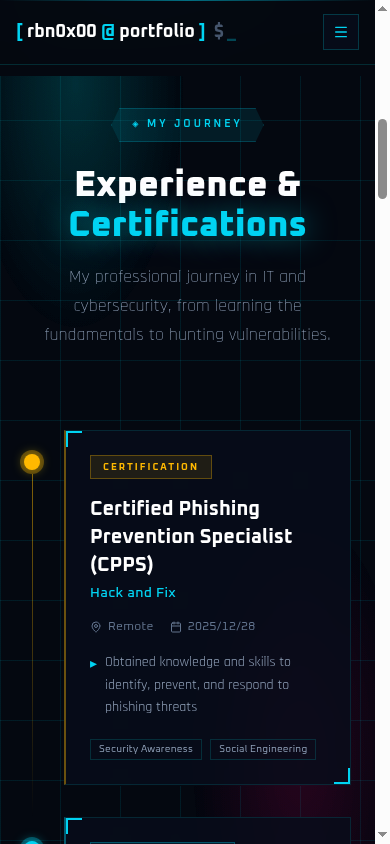 [ rbn0x00 @ portfolio ] $_
◈ MY JOURNEY
Experience &
Certifications
My professional journey in IT and
cybersecurity, from learning the
fundamentals to hunting vulnerabilities.
CERTIFICATION
Certified Phishing
Prevention Specialist
(CPPS)
Hack and Fix
Remote 2025/12/28
▶ Obtained knowledge and skills to
identify, prevent, and respond to
phishing threats
Security Awareness Social Engineering